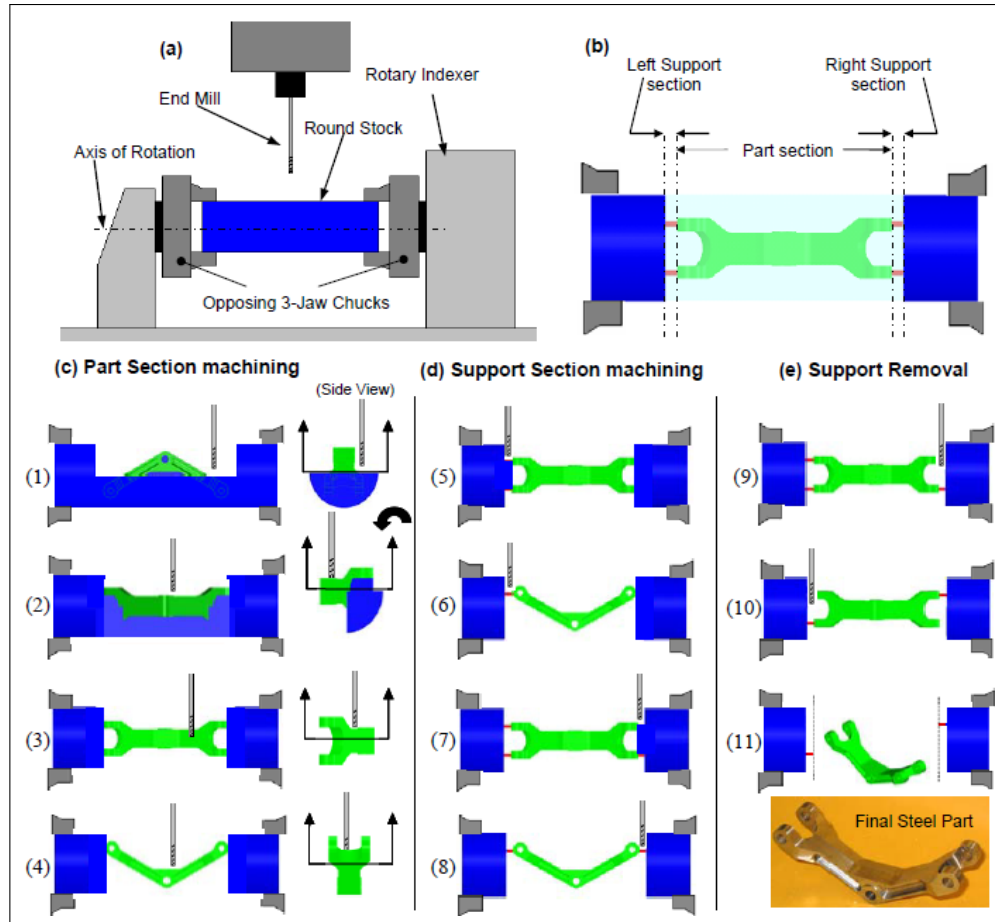 (a)
End Mill
Rotary Indexer
Round Stock
Axis of Rotation
Opposing 3-Jaw Chucks
(b)
Left Support
section
Right Support
section
Part section
(c) Part Section machining
(Side View)
(1)
(2)
(3)
(4)
(d) Support Section machining
(5)
(6)
(7)
(8)
(e) Support Removal
(9)
(10)
(11)
Final Steel Part